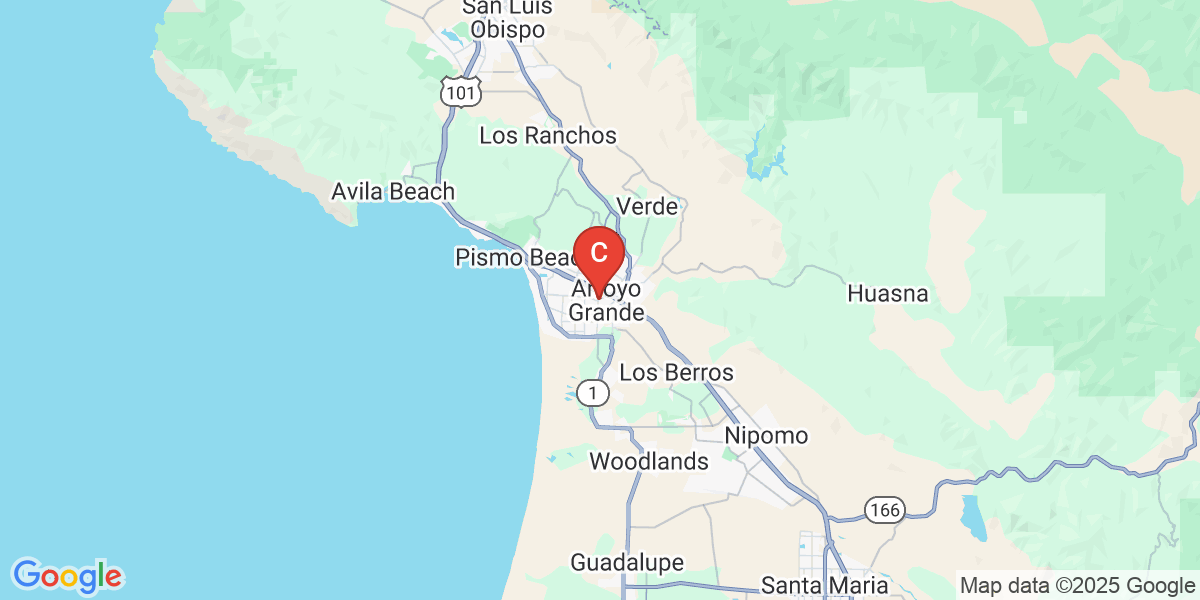 San Luis
Obispo
101
Los Ranchos
Avila Beach
Verde
C
Pismo Beac
Arroyo
Grande
Huasna
Los Berros
1
Nipomo
Woodlands
166
Guadalupe
Santa Maria
Google
Map data ©2025 Google